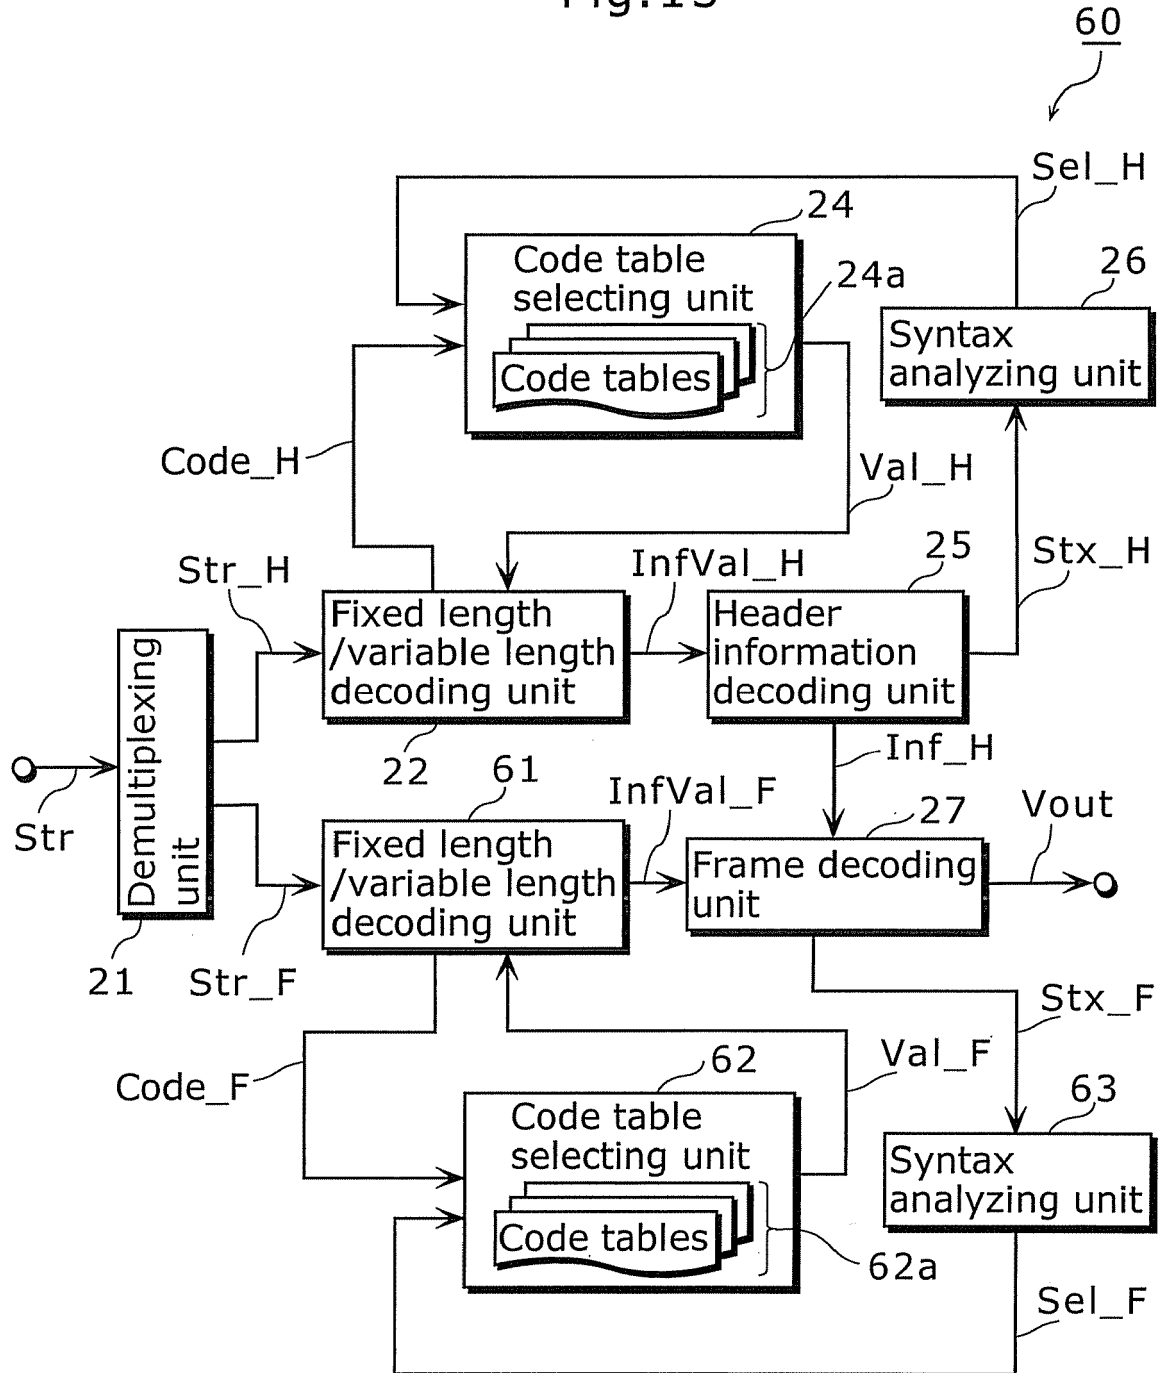 60
Sel_H
24
Code table
selecting unit
24a
26
Code tables
Syntax
analyzing unit
Code_H
Val_H
Str_H
InfVal_H
25
Stx_H
Fixed length
/variable length
decoding unit
Header
information
decoding unit
Demultiplexing
unit
22
Inf_H
61
InfVal_F
Str
27
Vout
Fixed length
/variable length
decoding unit
Frame decoding
unit
21
Str_F
Stx_F
Code_F
62
Val_F
63
Code table
selecting unit
Syntax
analyzing unit
Code tables
62a
Sel_F